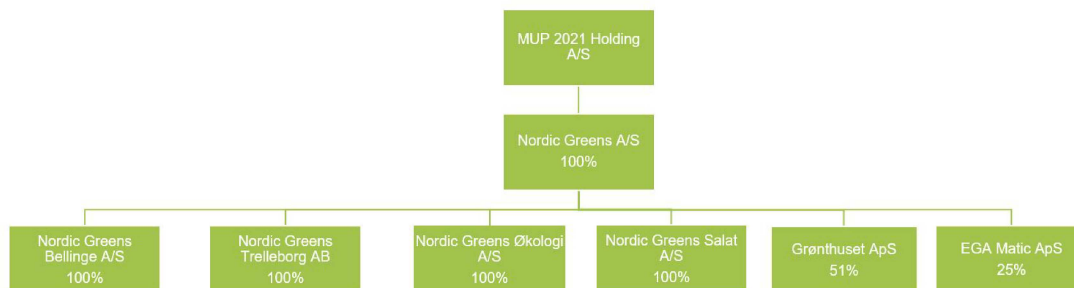 MUP 2021 Holding
A/S
Nordic Greens A/S
100%
Nordic Greens
Bellinge A/S
100%
Nordic Greens
Trelleborg AB
100%
Nordic Greens Økologi
A/S
100%
Nordic Greens Salat
A/S
100%
Grønthuset ApS
51%
EGA Matic ApS
25%